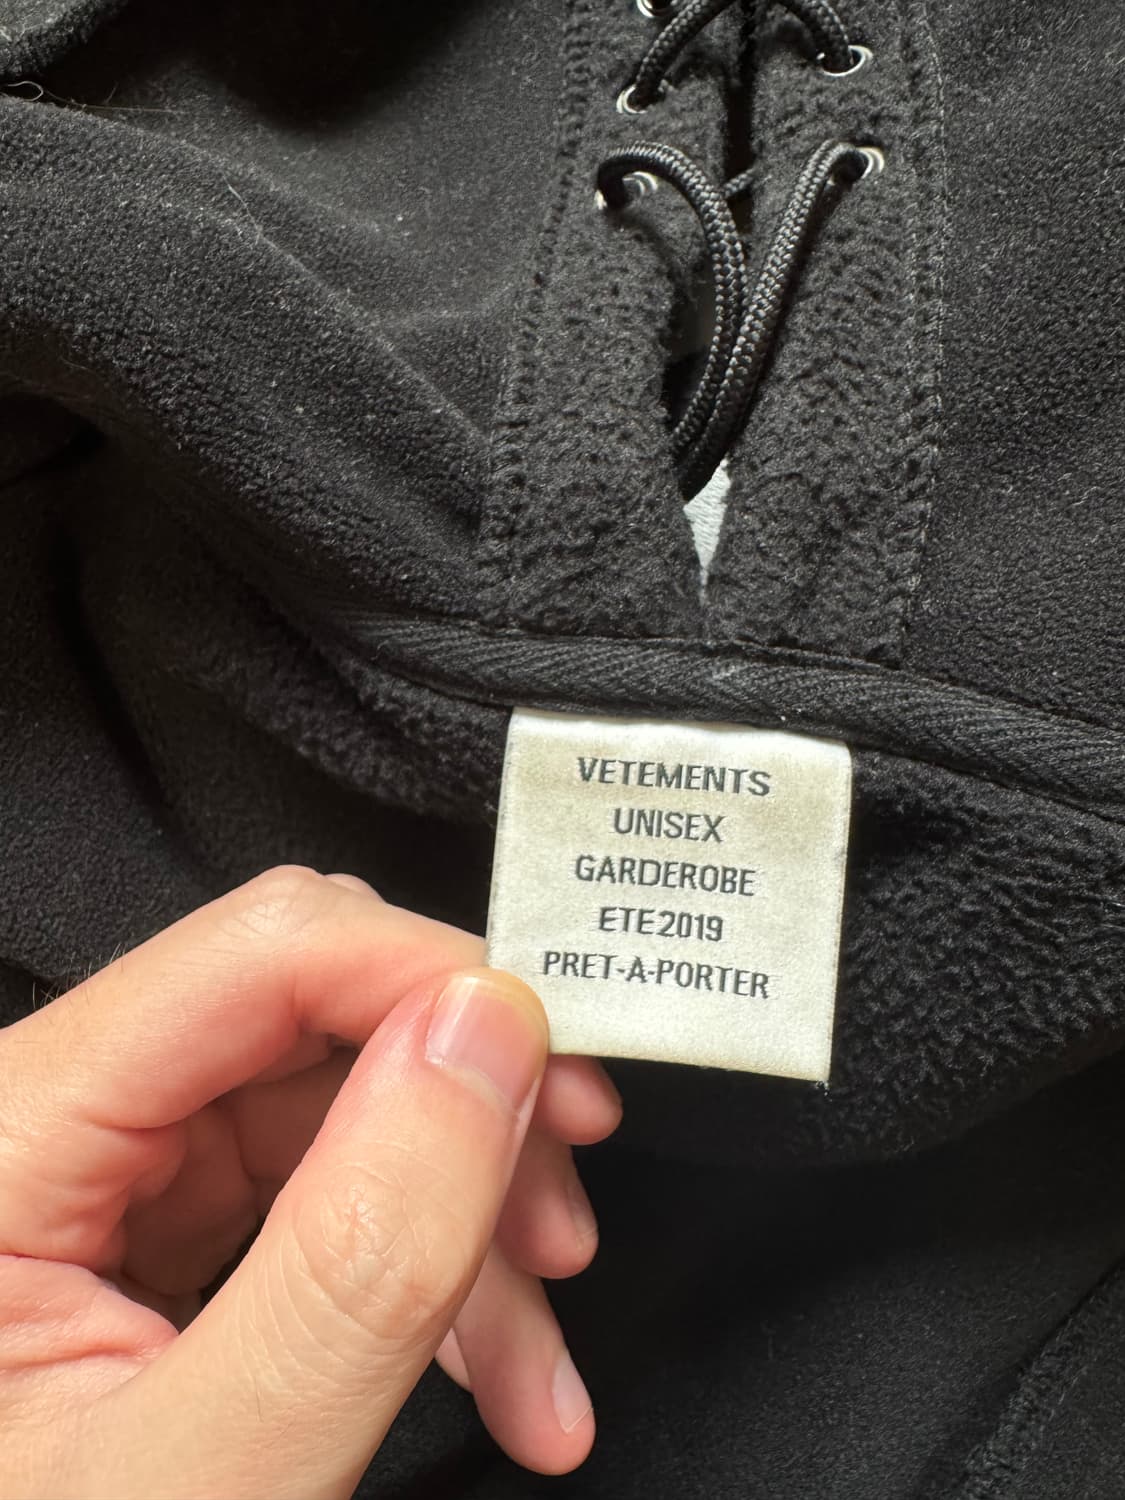 VETEMENTS
UNISEX
GARDEROBE
ETE2019
PRET-A-PORTER